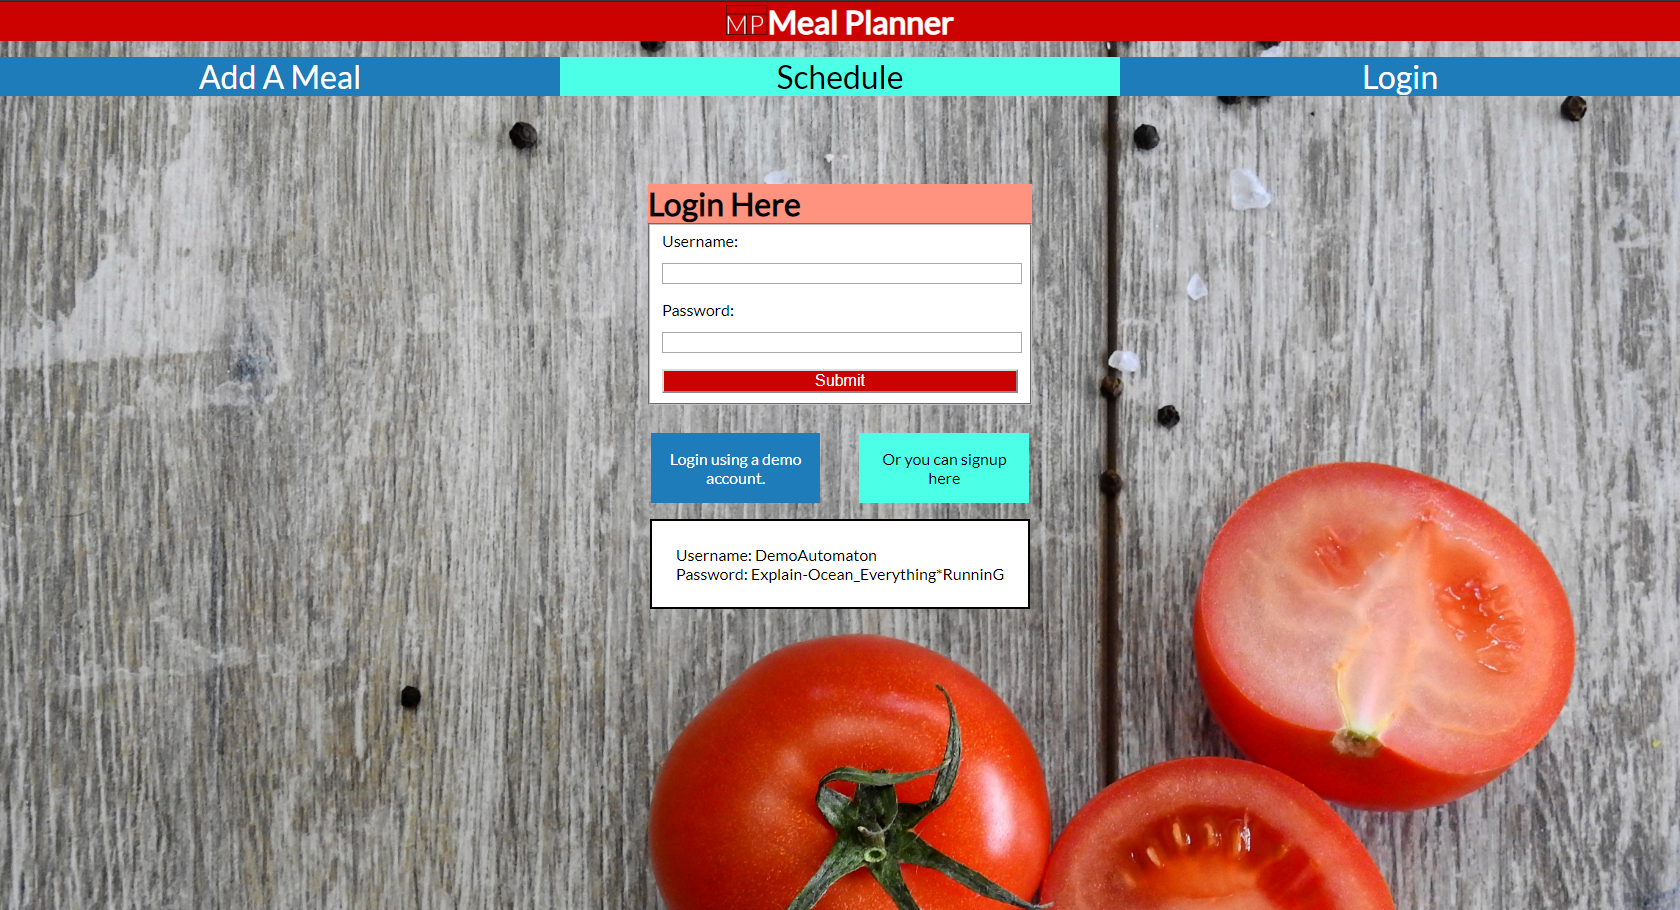 MP Meal Planner
Add A Meal
Schedule
Login
Login Here
Username:
Password:
Submit
Login using a demo
account.
Or you can signup
here
Username: DemoAutomaton
Password: Explain-Ocean_Everything*RunninG